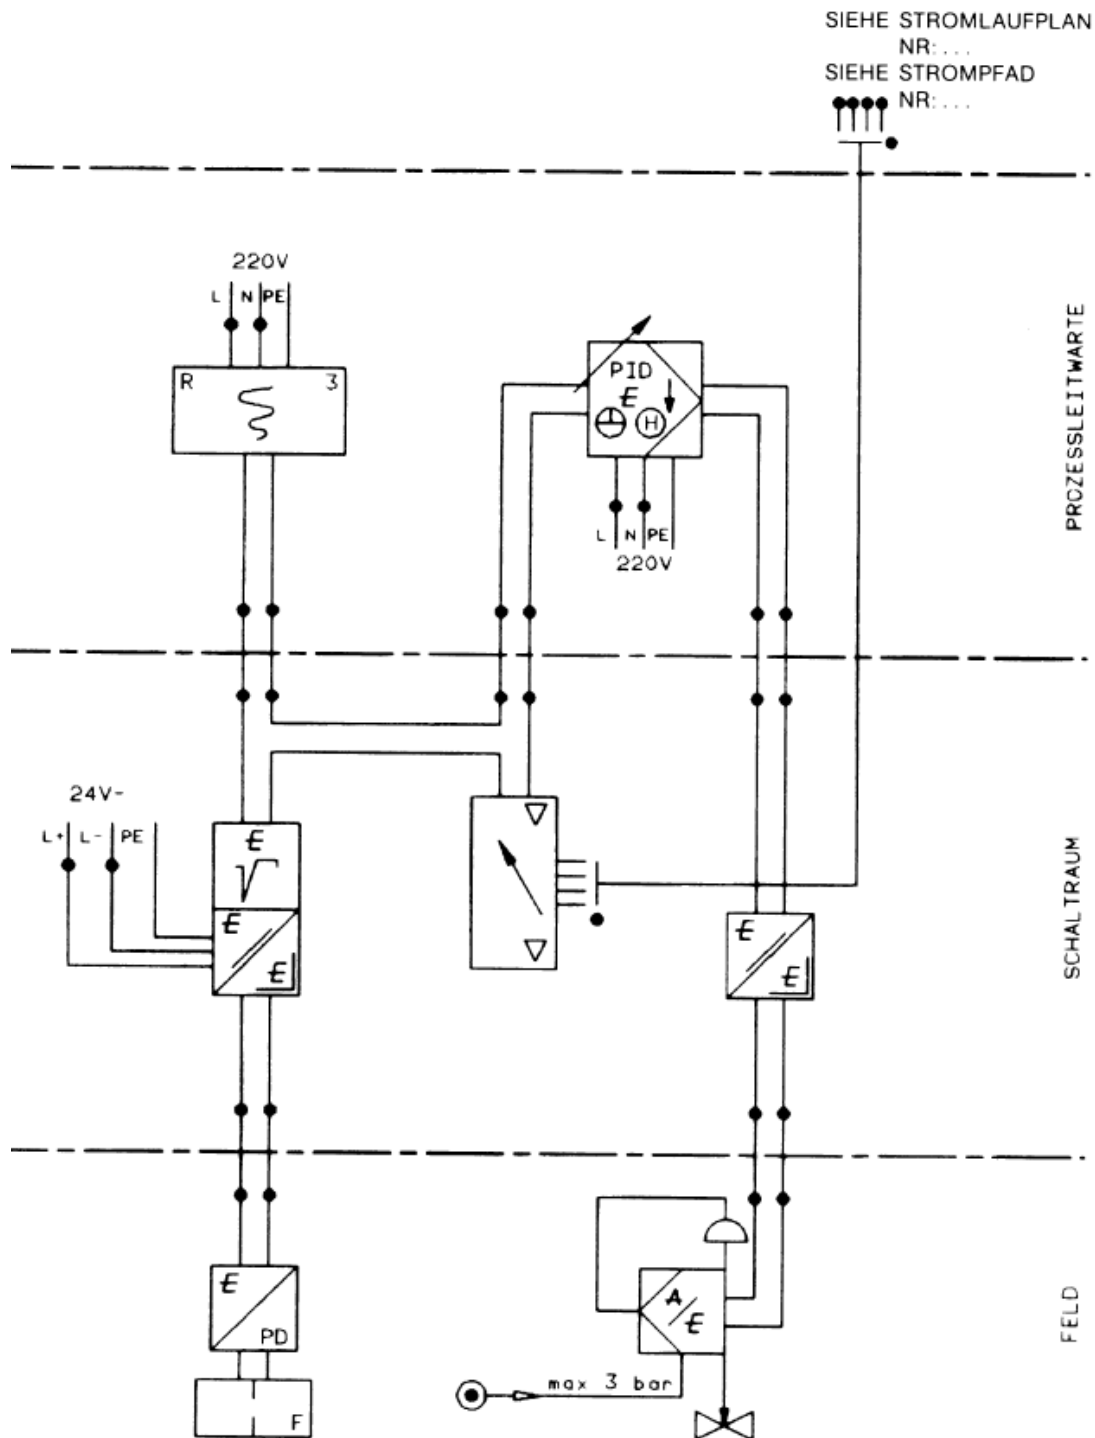 SIEHE STROMLAUFPLAN
NR: ...
SIEHE STROMPFAD
NR: ...
220V
L N PE
R 3
PID
E
H
L N PE
220V
PROZESSLEITWARTE
24V-
L+ L- PE
E
E
E
E
E
SCHALTRAUM
E
PD
F
A
E
max 3 bar
FELD